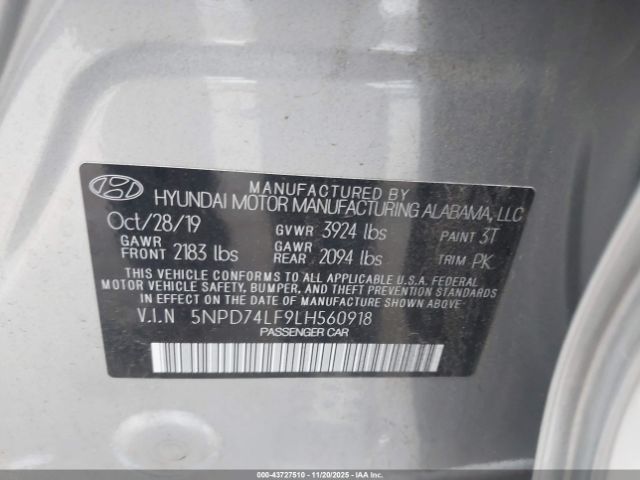 MANUFACTURED BY
HYUNDAI MOTOR MANUFACTURING ALABAMA, LLC
Oct/28/19 GVWR 3924 lbs PAINT 3T
GAWR FRONT 2183 lbs GAWR REAR 2094 lbs TRIM PK
THIS VEHICLE CONFORMS TO ALL APPLICABLE U.S.A. FEDERAL
MOTOR VEHICLE SAFETY, BUMPER, AND THEFT PREVENTION
STANDARDS IN EFFECT ON THE DATE OF MANUFACTURE SHOWN ABOVE.
V.I.N 5NPD74LF9LH560918
PASSENGER CAR
000-43727510 - 11/20/2025 - IAA Holdings, LLC. - Copyright